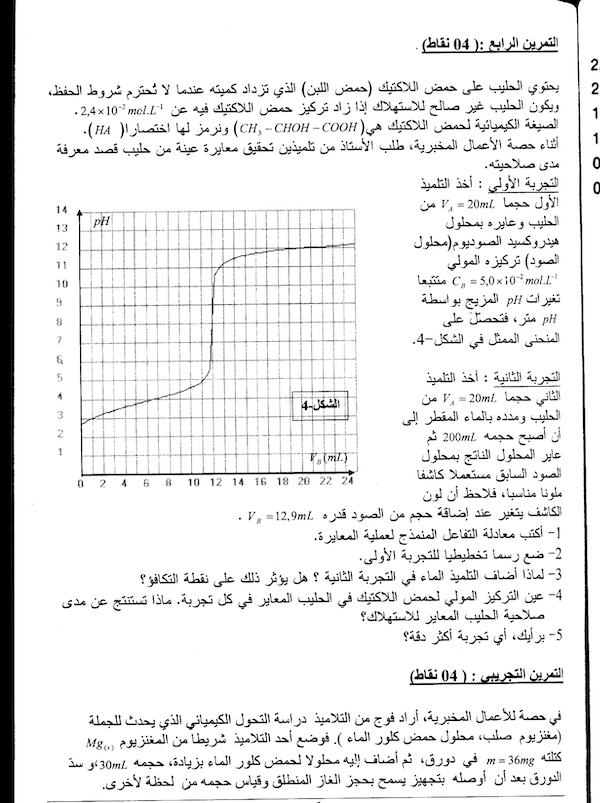 التمرين الرابع :( 04 نقاط) .
يحتوي الحليب على حمض اللاكتيك (حمض اللبن) الذي تزداد كميته عندما لا تُحترم شروط الحفظ،
ويكون الحليب غير صالح للاستهلاك إذا زاد تركيز حمض اللاكتيك فيه عن 2,4×10⁻² mol.L⁻¹ .
الصيغة الكيميائية لحمض اللاكتيك هي (CH₃ – CHOH – COOH) ونرمز لها اختصارا (HA).
أثناء حصة الأعمال المخبرية، طلب الأستاذ من تلميذين تحقيق معايرة عينة من حليب قصد معرفة
مدى صلاحيته.
التجربة الأولى : أخذ التلميذ
الأول حجما V_A = 20mL من
الحليب وعايره بمحلول
هيدروكسيد الصوديوم(محلول
الصود) تركيزه المولي
C_B = 5,0×10⁻² mol.L⁻¹ متتبعا
تغيرات pH المزيج بواسطة
pH متر، فتحصّل على
المنحنى الممثل في الشكل-4.
14
13
12
11
10
9
8
7
6
5
4
3
2
1
pH
الشكل-4
V_B (mL)
0 2 4 6 8 10 12 14 16 18 20 22 24
التجربة الثانية : أخذ التلميذ
الثاني حجما V_A = 20mL من
الحليب ومدده بالماء المقطر إلى
أن أصبح حجمه 200mL ثم
عاير المحلول الناتج بمحلول
الصود السابق مستعملا كاشفا
ملونا مناسبا، فلاحظ أن لون
الكاشف يتغير عند إضافة حجم من الصود قدره V_B = 12,9mL .
1- أكتب معادلة التفاعل المنمذج لعملية المعايرة.
2- ضع رسما تخطيطيا للتجربة الأولى.
3- لماذا أضاف التلميذ الماء في التجربة الثانية ؟ هل يؤثر ذلك على نقطة التكافؤ؟
4- عين التركيز المولي لحمض اللاكتيك في الحليب المعاير في كل تجربة. ماذا تستنتج عن مدى
صلاحية الحليب المعاير للاستهلاك؟
5- برأيك، أي تجربة أكثر دقة؟
التمرين التجريبي : ( 04 نقاط)
في حصة للأعمال المخبرية، أراد فوج من التلاميذ دراسة التحول الكيميائي الذي يحدث للجملة
(مغنزيوم صلب، محلول حمض كلور الماء ). فوضع أحد التلاميذ شريطا من المغنزيوم Mg₍ₛ₎
كتلته m = 36mg في دورق، ثم أضاف إليه محلولا لحمض كلور الماء بزيادة، حجمه 30mL، و سدّ
الدورق بعد أن أوصله بتجهيز يسمح بحجز الغاز المنطلق وقياس حجمه من لحظة لأخرى.
2,
2
1
1
0
0